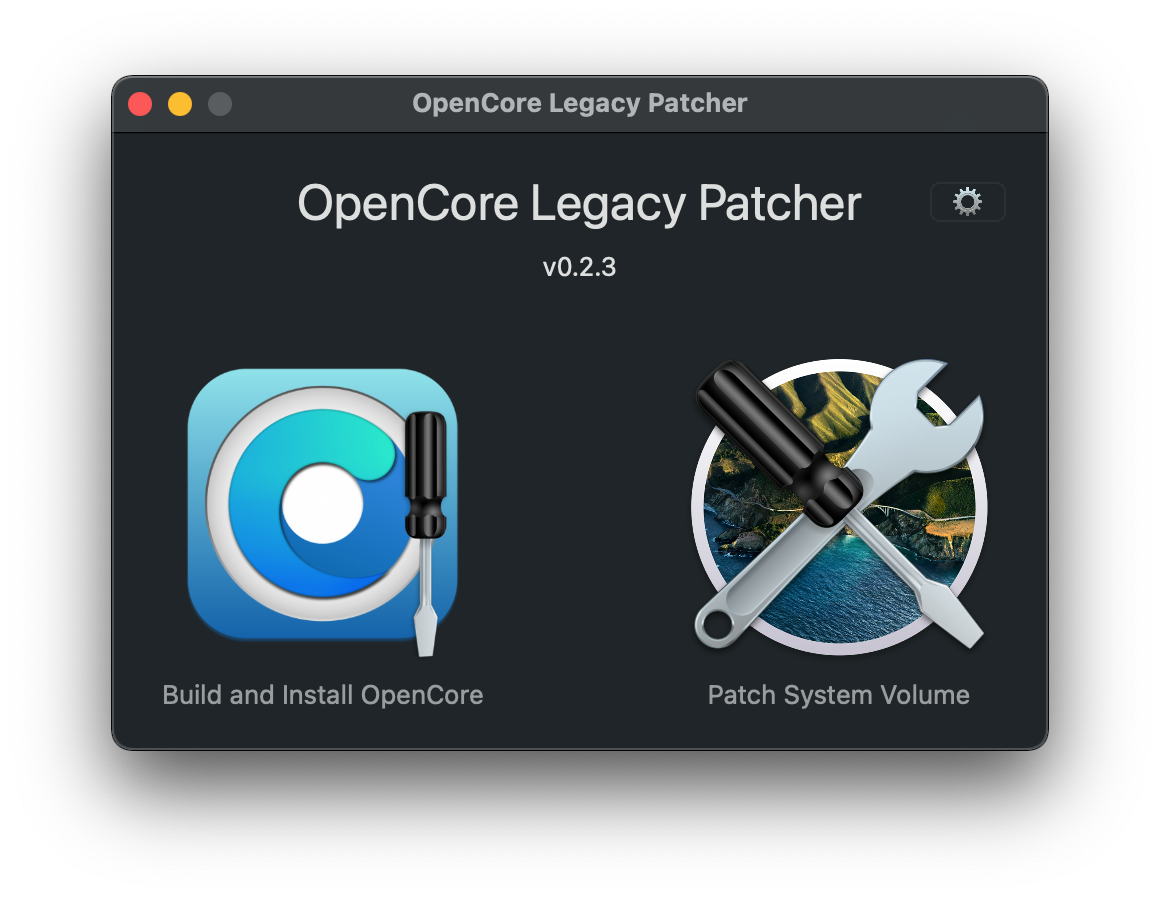 OpenCore Legacy Patcher
OpenCore Legacy Patcher
v0.2.3
Build and Install OpenCore
Patch System Volume